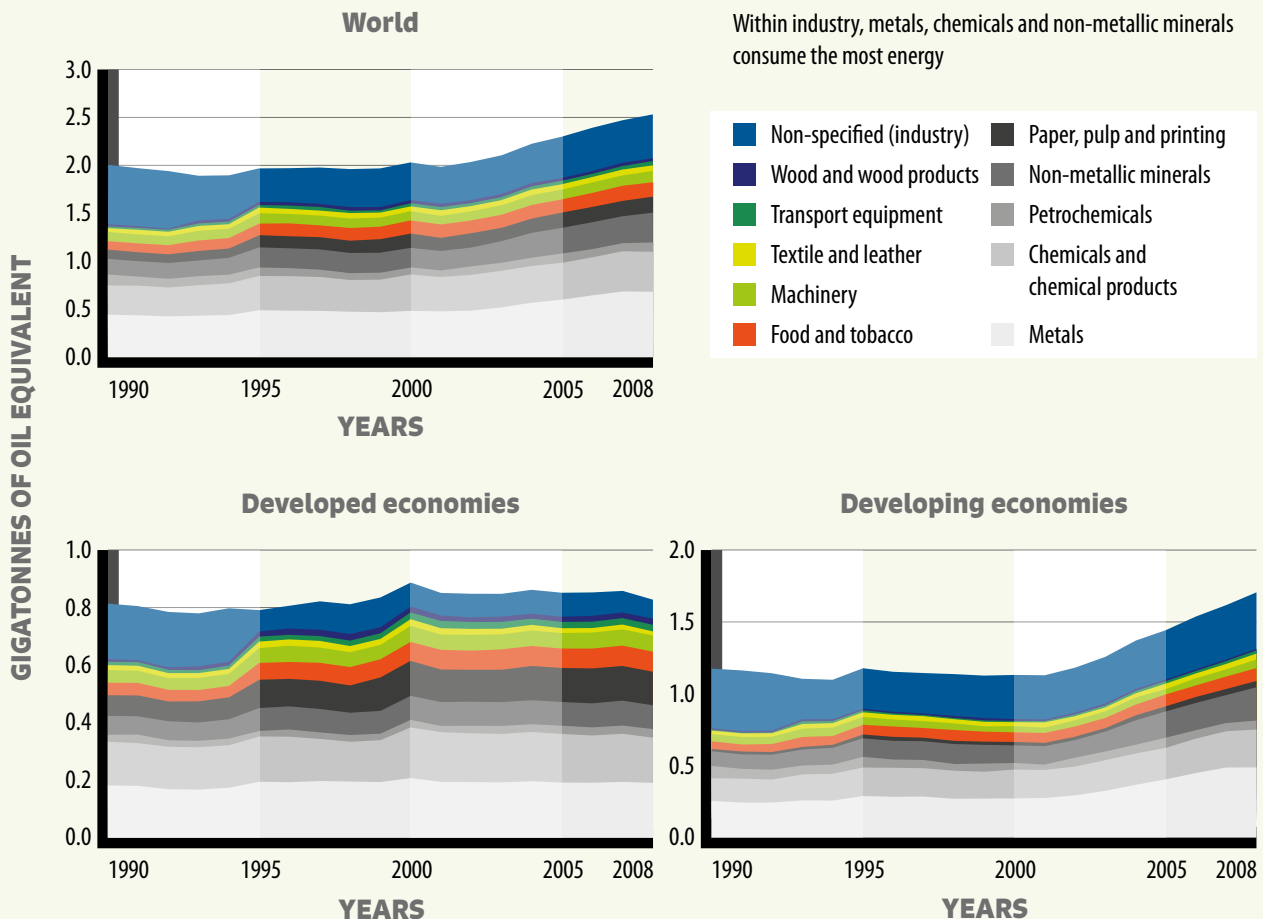 World
Within industry, metals, chemicals and non-metallic minerals
consume the most energy
GIGATONNES OF OIL EQUIVALENT
3.0
2.5
2.0
1.5
1.0
0.5
0.0
1990 1995 2000 2005 2008
YEARS
Non-specified (industry)
Wood and wood products
Transport equipment
Textile and leather
Machinery
Food and tobacco
Paper, pulp and printing
Non-metallic minerals
Petrochemicals
Chemicals and
chemical products
Metals
Developed economies
1.0
0.8
0.6
0.4
0.2
0.0
1990 1995 2000 2005 2008
YEARS
Developing economies
2.0
1.5
1.0
0.5
0.0
1990 1995 2000 2005 2008
YEARS